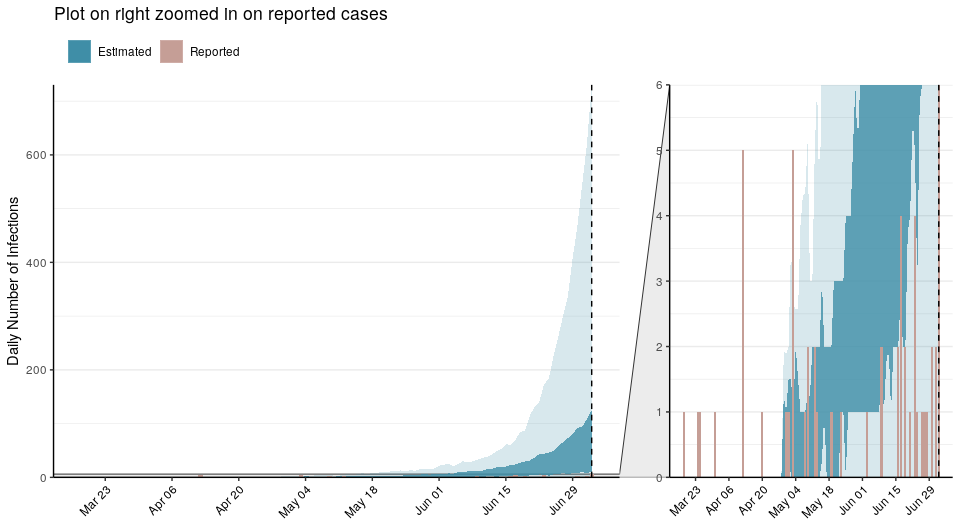 Plot on right zoomed in on reported cases
Estimated Reported
Daily Number of Infections
600
400
200
0
Mar 23 Apr 06 Apr 20 May 04 May 18 Jun 01 Jun 15 Jun 29
6
5
4
3
2
1
0
Mar 23 Apr 06 Apr 20 May 04 May 18 Jun 01 Jun 15 Jun 29